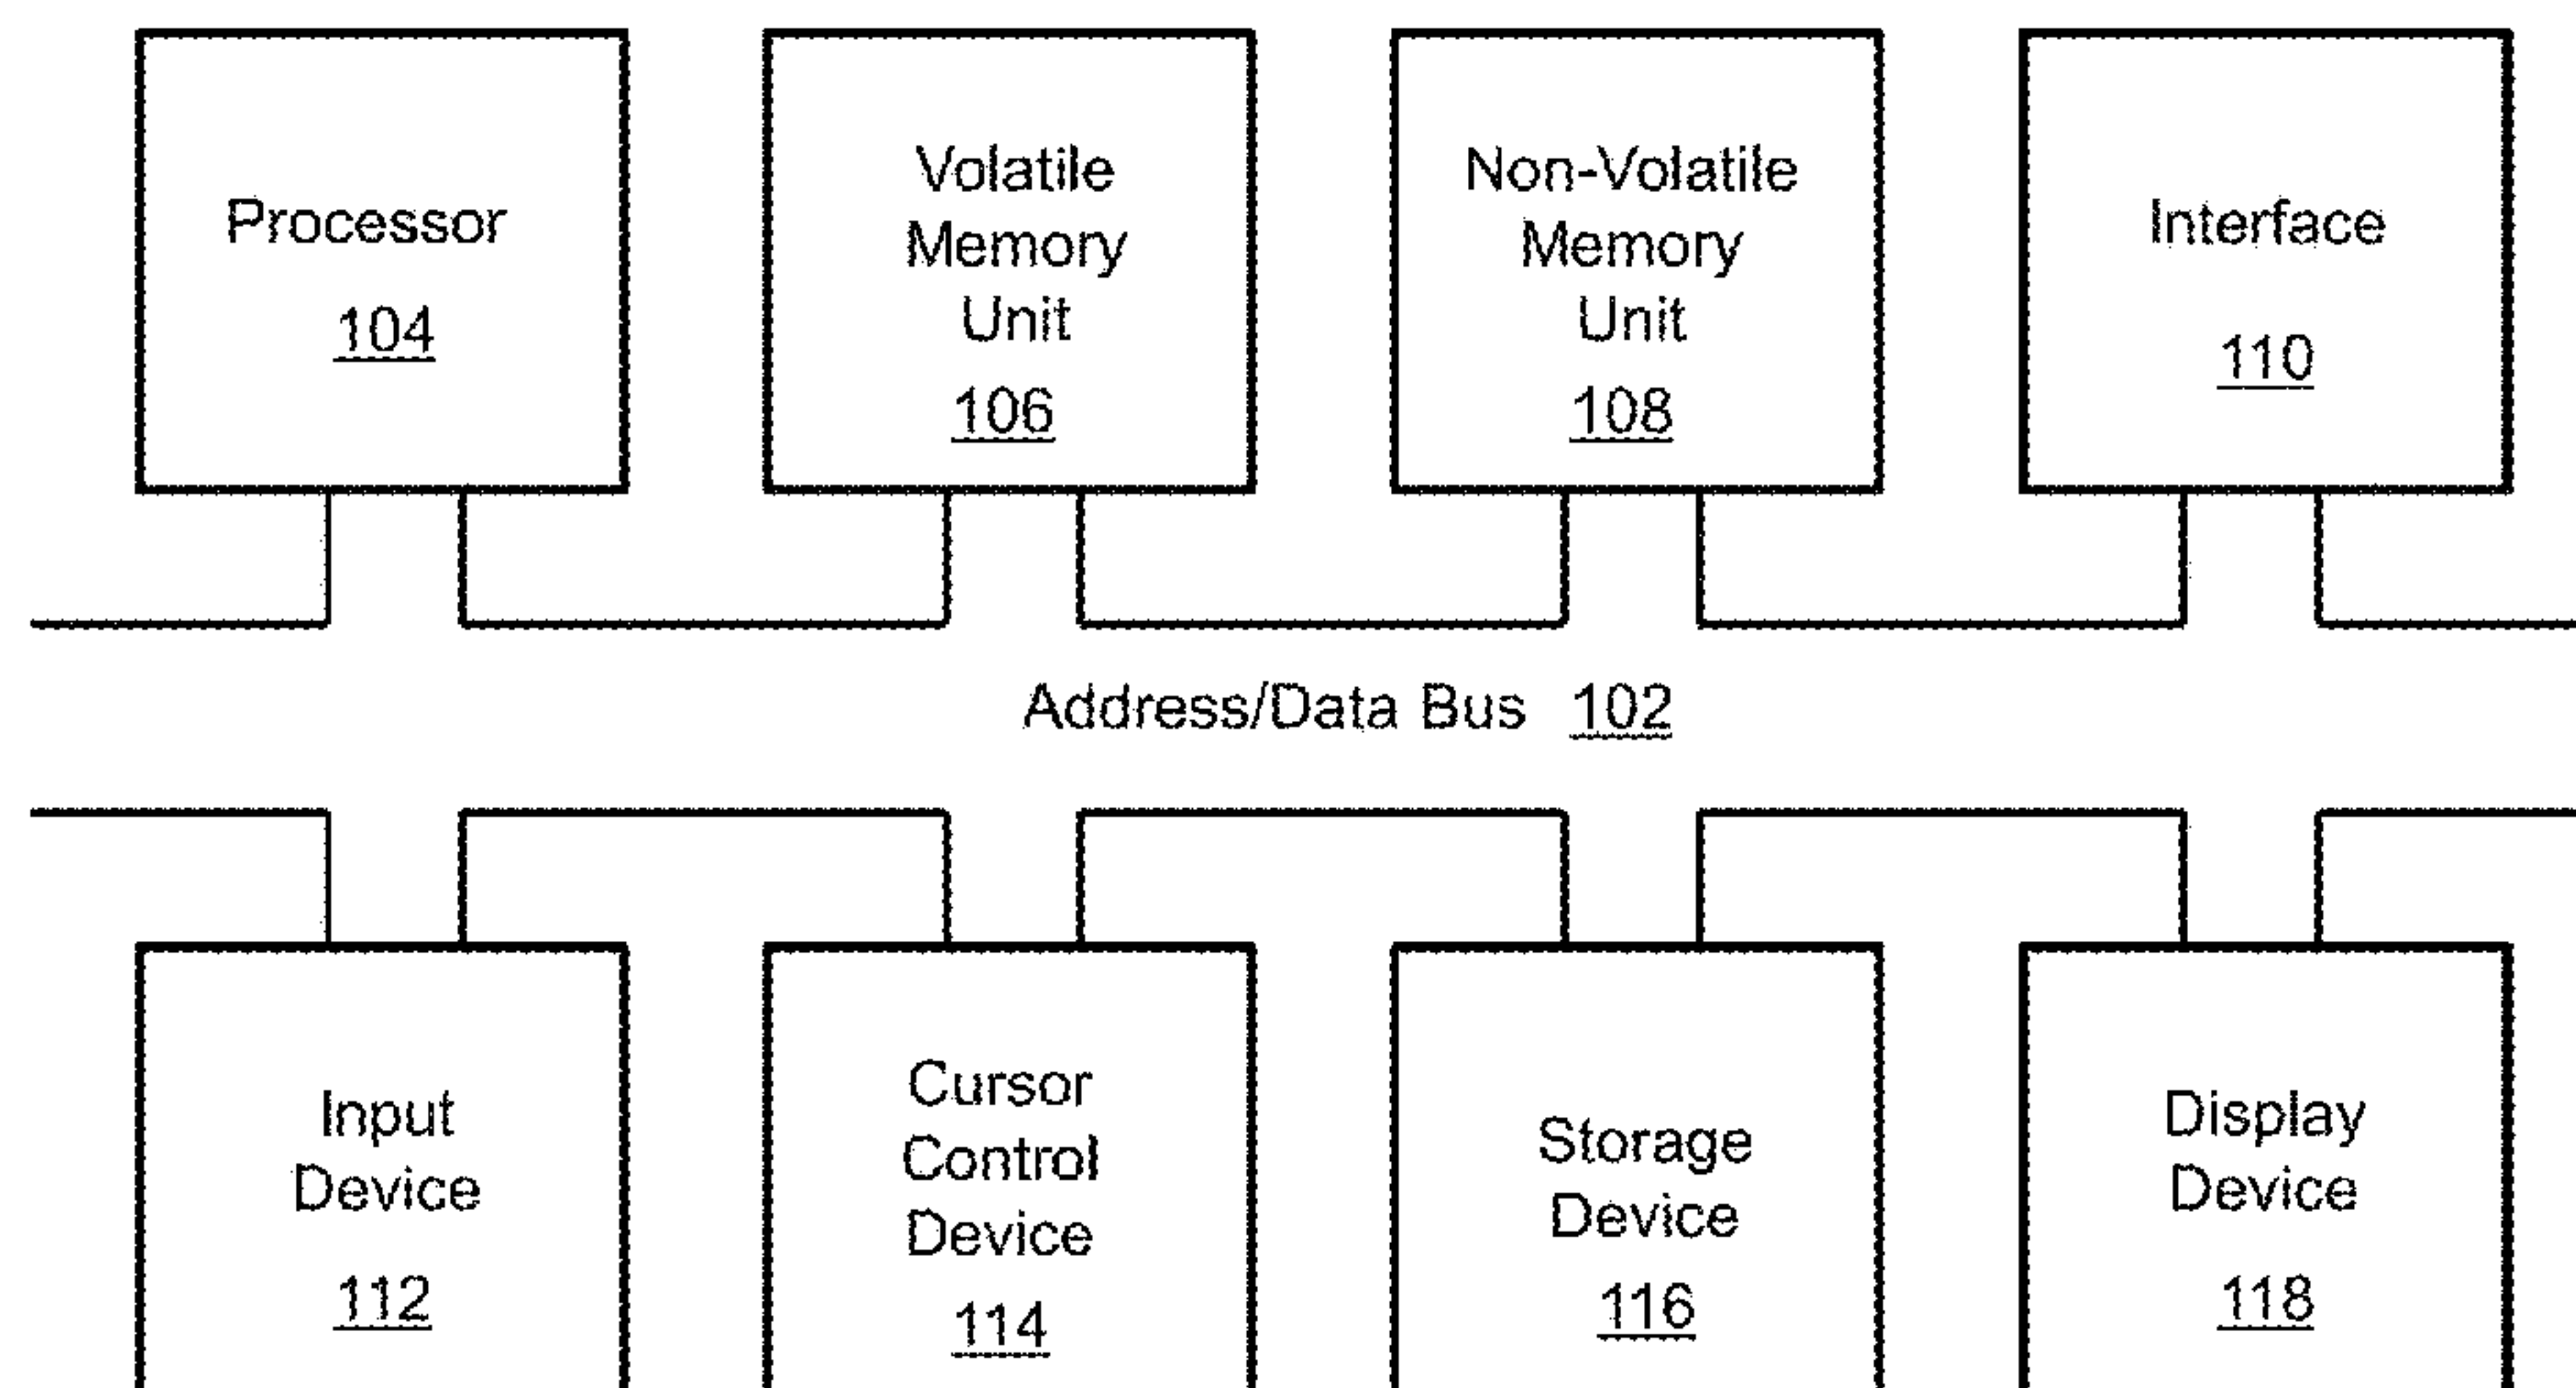 Processor
104
Volatile
Memory
Unit
106
Non-Volatile
Memory
Unit
108
Interface
110
Address/Data Bus 102
Input
Device
112
Cursor
Control
Device
114
Storage
Device
116
Display
Device
118